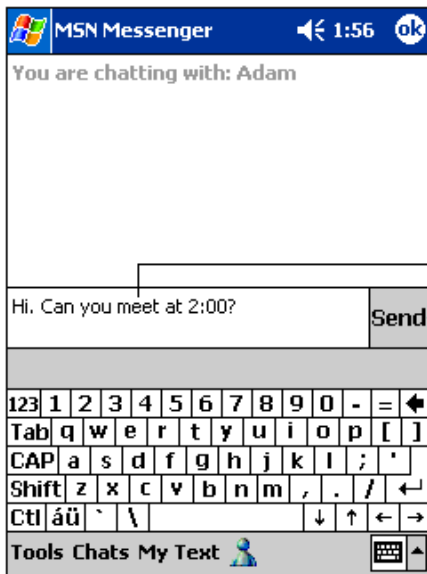 MSN Messenger 1:56 ok
You are chatting with: Adam
Hi. Can you meet at 2:00?
Send
123 1 2 3 4 5 6 7 8 9 0 - = ←
Tab q w e r t y u i o p [ ]
CAP a s d f g h j k l ; '
Shift z x c v b n m , . / ↵
Ctl áü ` \ ↓ ↑ ← →
Tools Chats My Text